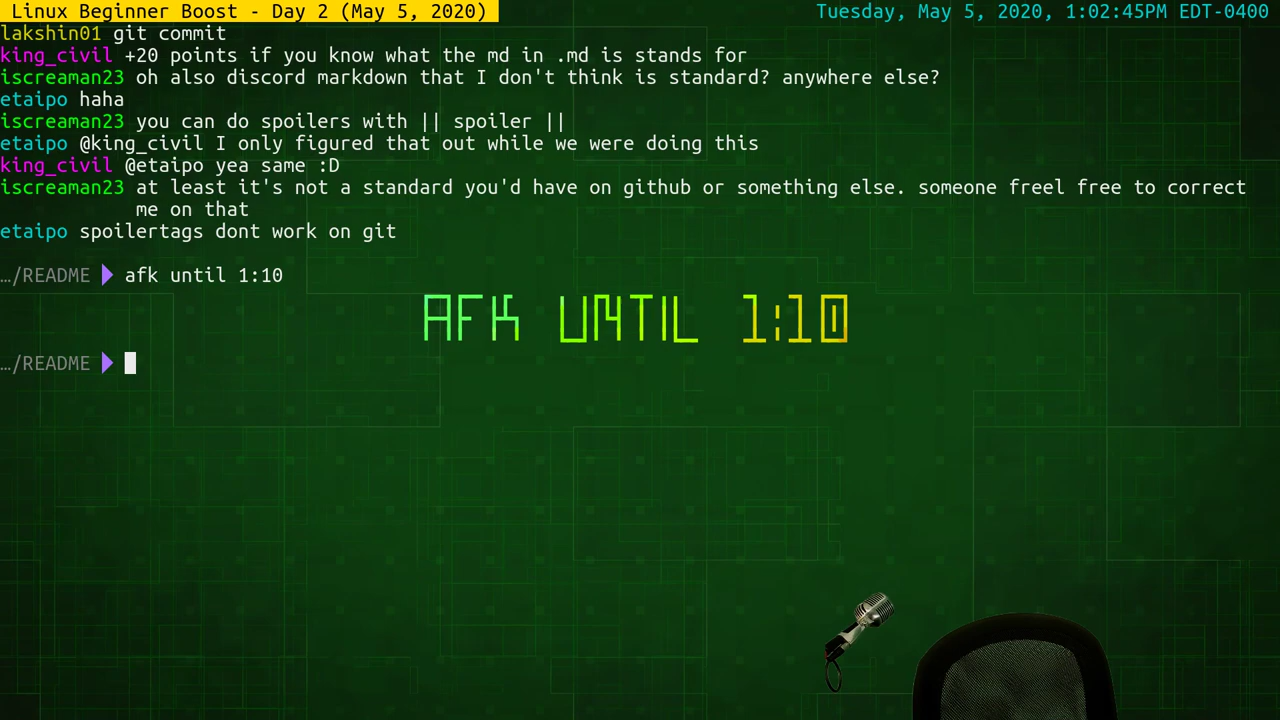 Linux Beginner Boost - Day 2 (May 5, 2020)
Tuesday, May 5, 2020, 1:02:45PM EDT-0400
lakshin01 git commit
king_civil +20 points if you know what the md in .md is stands for
iscreaman23 oh also discord markdown that I don't think is standard? anywhere else?
etaipo haha
iscreaman23 you can do spoilers with || spoiler ||
etaipo @king_civil I only figured that out while we were doing this
king_civil @etaipo yea same :D
iscreaman23 at least it's not a standard you'd have on github or something else. someone freel free to correct
me on that
etaipo spoilertags dont work on git
…/README afk until 1:10
AFK UNTIL 1:10
…/README